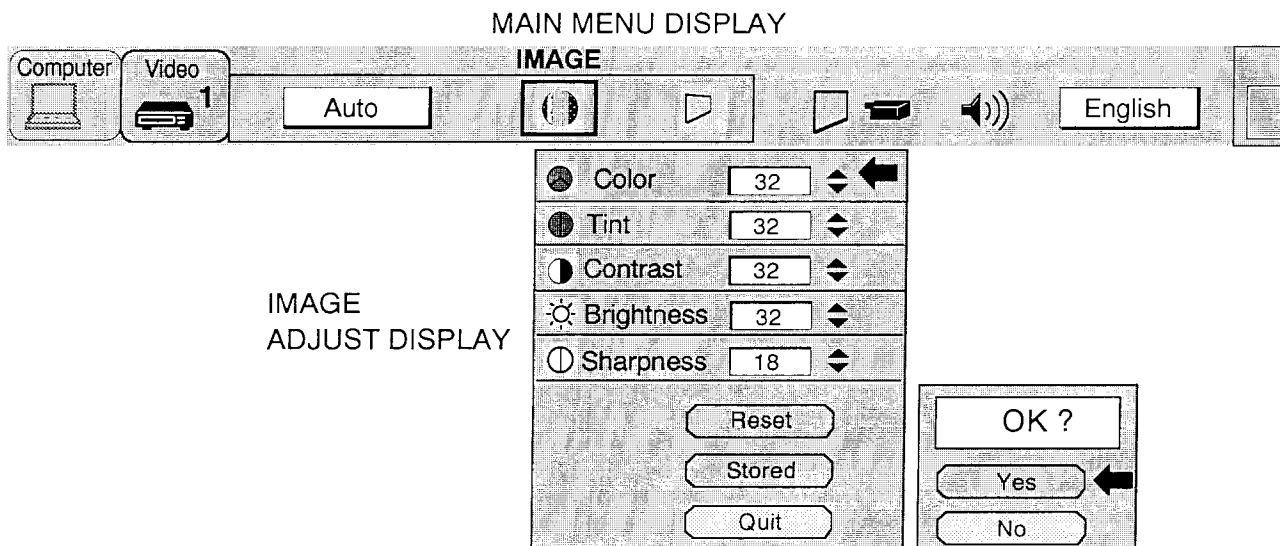 MAIN MENU DISPLAY
IMAGE
Computer
Video
1
Auto
English
Color 32
Tint 32
Contrast 32
Brightness 32
Sharpness 18
IMAGE
ADJUST DISPLAY
Reset
Stored
Quit
OK ?
Yes
No